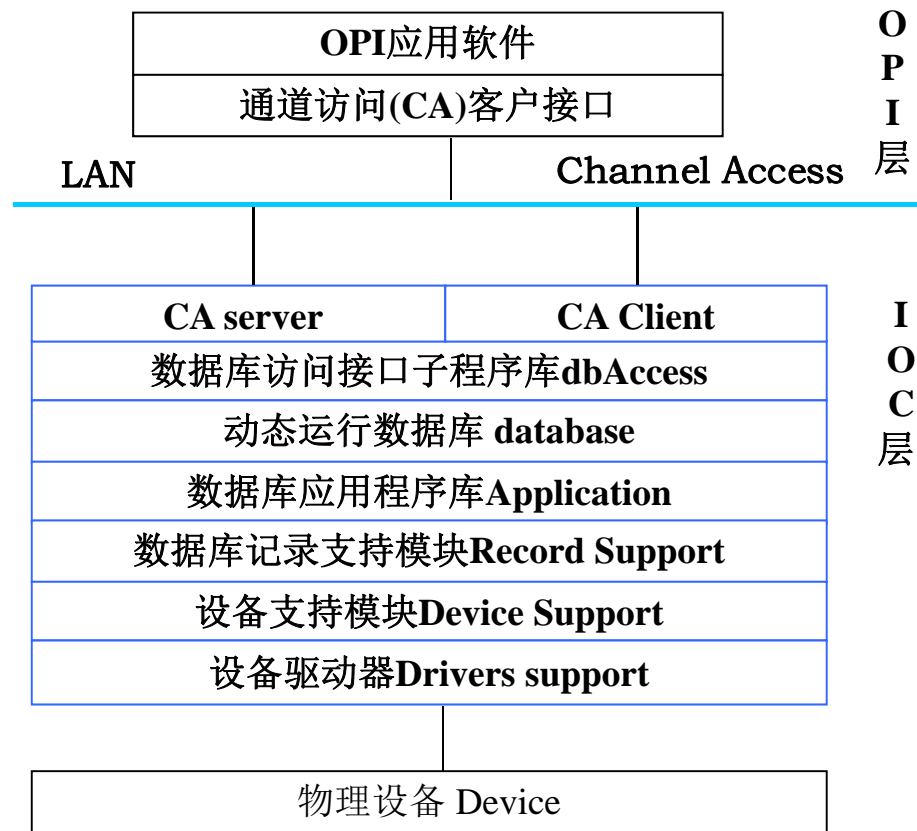 OPI应用软件
通道访问(CA)客户接口
OPI层
LAN
Channel Access
CA server
CA Client
数据库访问接口子程序库dbAccess
动态运行数据库 database
数据库应用程序库Application
数据库记录支持模块Record Support
设备支持模块Device Support
设备驱动器Drivers support
IOC层
物理设备 Device